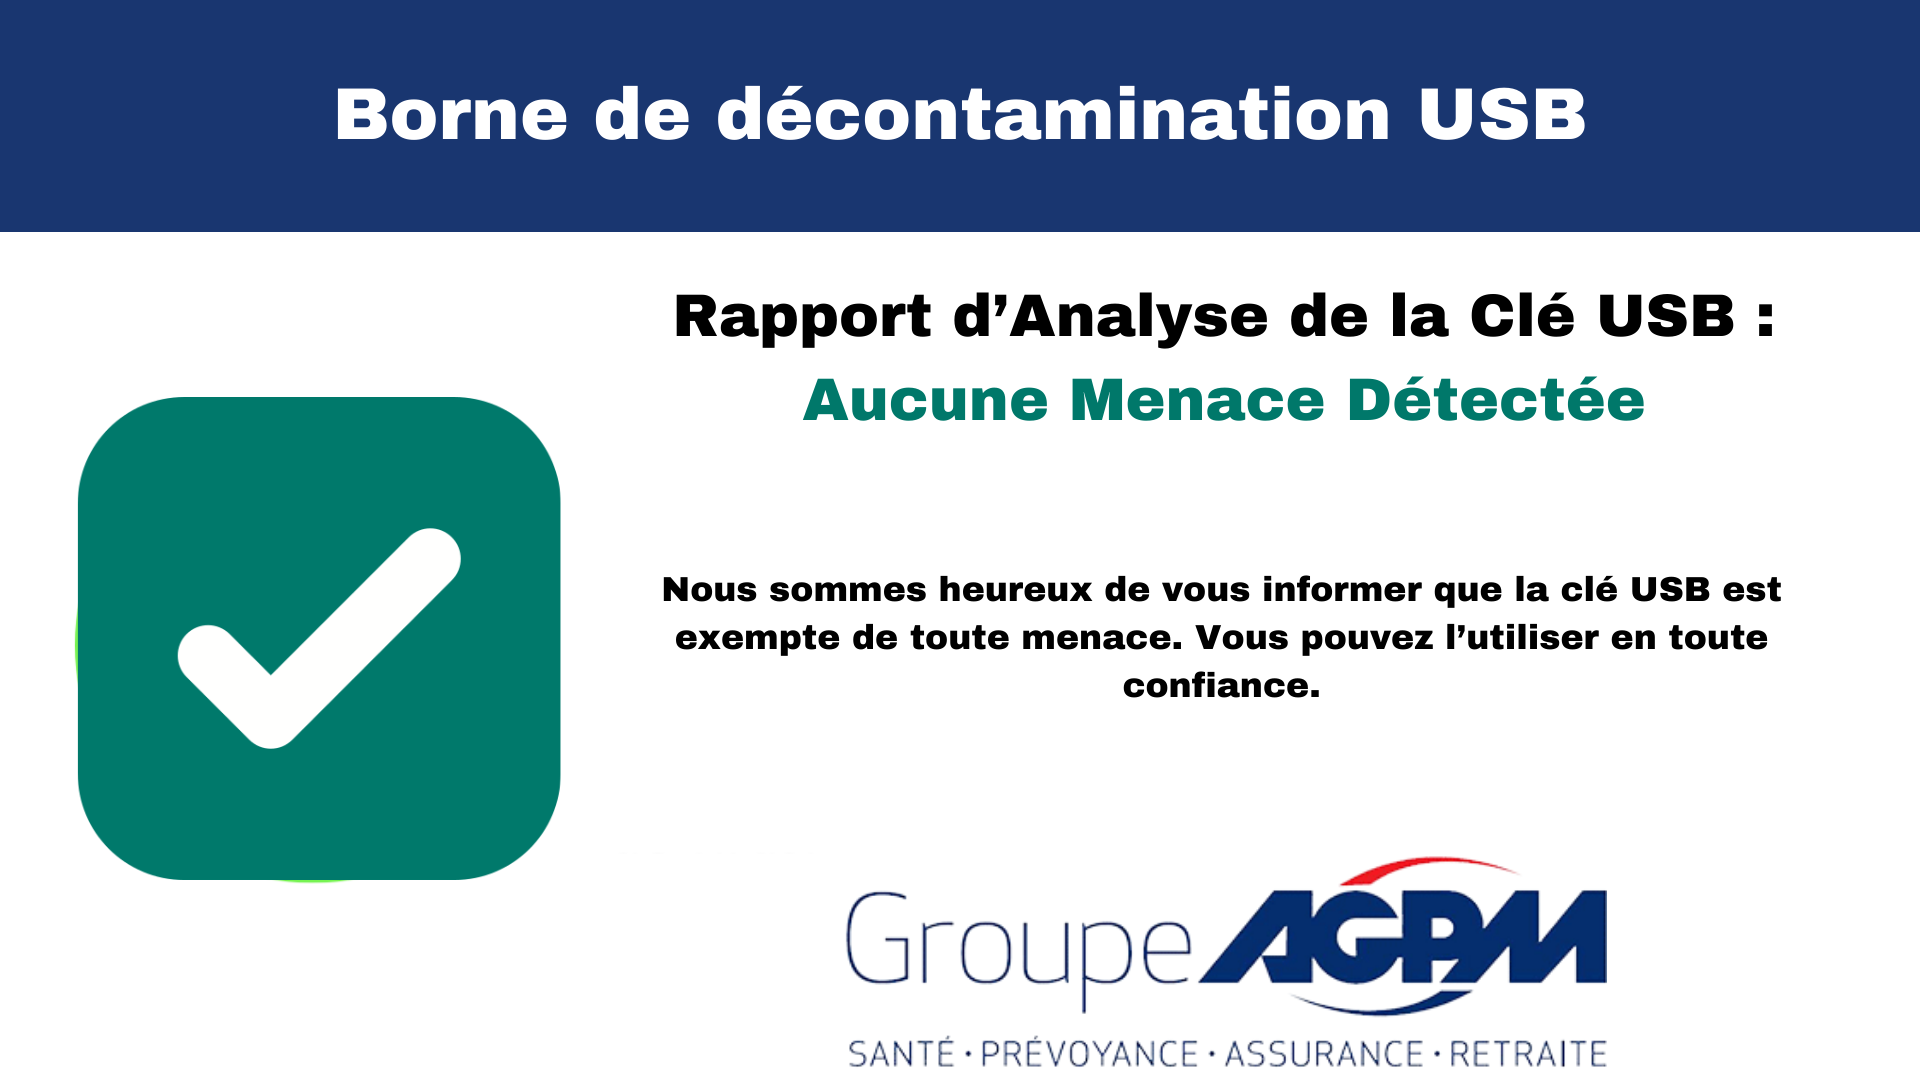 Borne de décontamination USB
Rapport d’Analyse de la Clé USB :
Aucune Menace Détectée
Nous sommes heureux de vous informer que la clé USB est
exempte de toute menace. Vous pouvez l’utiliser en toute
confiance.
Groupe AGPM
SANTÉ • PRÉVOYANCE • ASSURANCE • RETRAITE